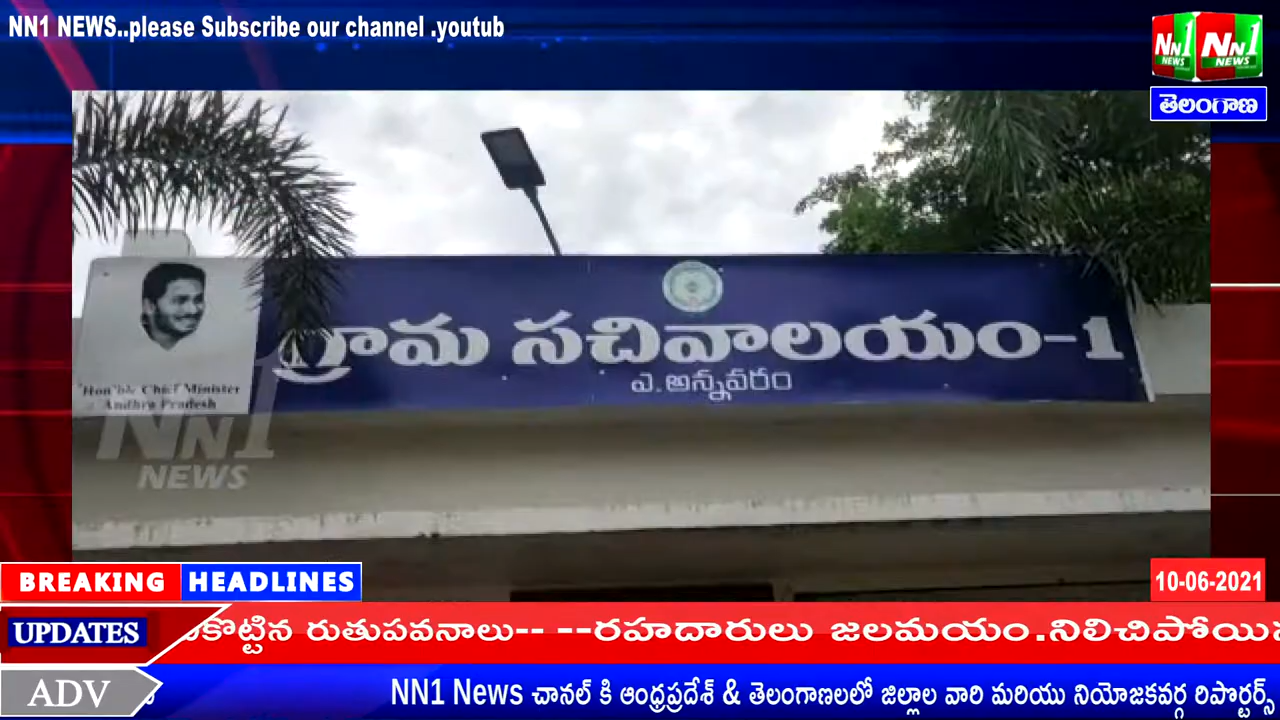 NN1 NEWS..please Subscribe our channel .youtub
NN1 NEWS NN1 NEWS
తెలంగాణ
గ్రామ సచివాలయం-1
ఎ.అన్నవరం
Hon'ble Chief Minister
Andhra Pradesh
NN1
NEWS
BREAKING HEADLINES
10-06-2021
UPDATES రుతుపవనాలు-- --రహదారులు జలమయం.
ADV NN1 News చానల్ కి ఆంధ్రప్రదేశ్ & తెలంగాణలలో జిల్లాల వారి మరియు నియోజకవర్గ రిపొర్టర్స్